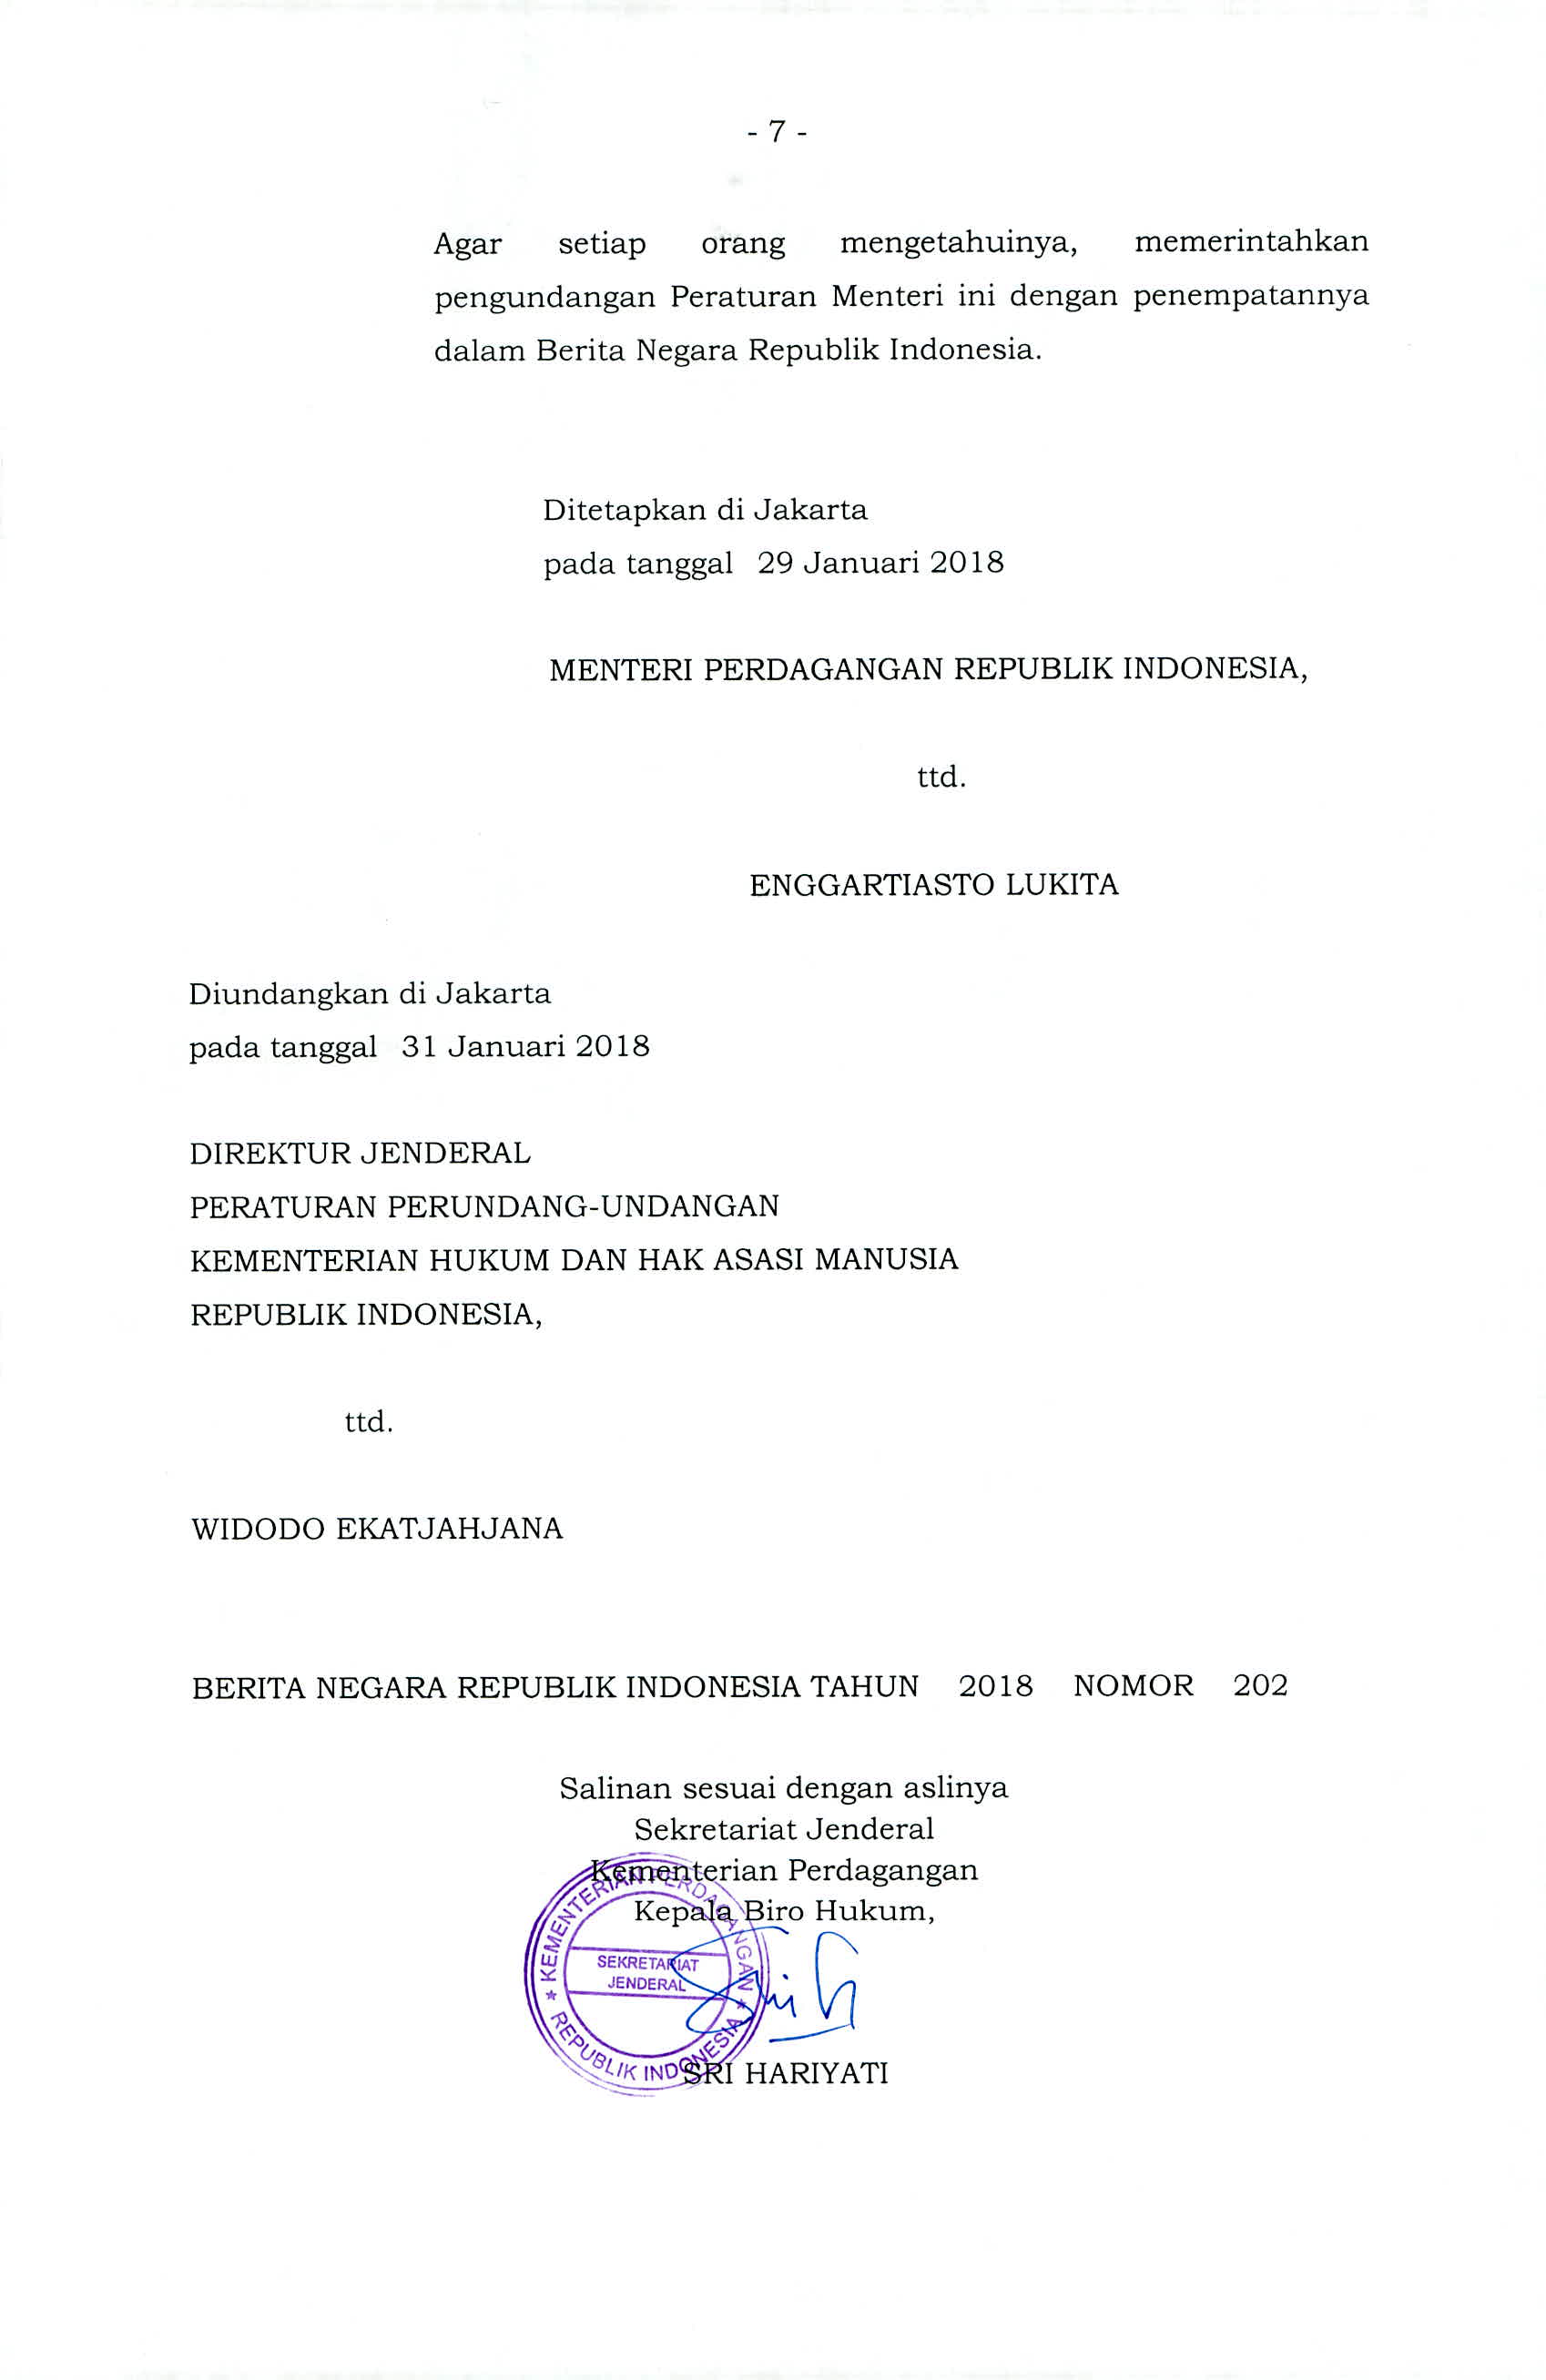 - 7 -
Agar setiap orang mengetahuinya, memerintahkan
pengundangan Peraturan Menteri ini dengan penempatannya
dalam Berita Negara Republik Indonesia.
Ditetapkan di Jakarta
pada tanggal 29 Januari 2018
MENTERI PERDAGANGAN REPUBLIK INDONESIA,
ttd.
ENGGARTIASTO LUKITA
Diundangkan di Jakarta
pada tanggal 31 Januari 2018
DIREKTUR JENDERAL
PERATURAN PERUNDANG-UNDANGAN
KEMENTERIAN HUKUM DAN HAK ASASI MANUSIA
REPUBLIK INDONESIA,
ttd.
WIDODO EKATJAHJANA
BERITA NEGARA REPUBLIK INDONESIA TAHUN 2018 NOMOR 202
Salinan sesuai dengan aslinya
Sekretariat Jenderal
Kementerian Perdagangan
Kepala Biro Hukum,
KEMENTERIAN PERDAGANGAN
SEKRETARIAT
JENDERAL
REPUBLIK INDONESIA
SRI HARIYATI